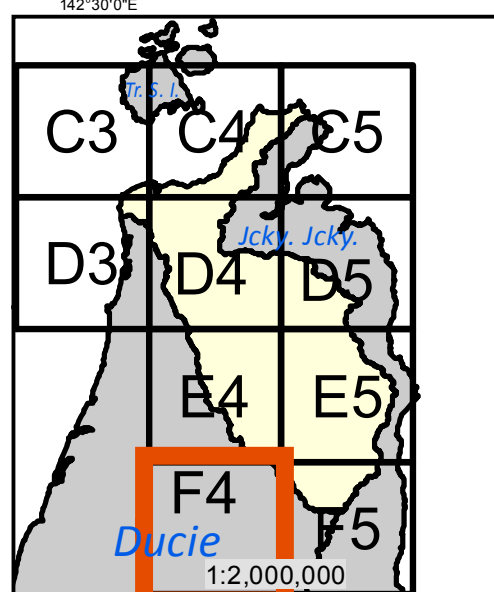 142°30'0"E
Tr. S. I.
C3 C4 C5
Jcky. Jcky.
D3 D4 D5
E4 E5
F4
Ducie F5
1:2,000,000